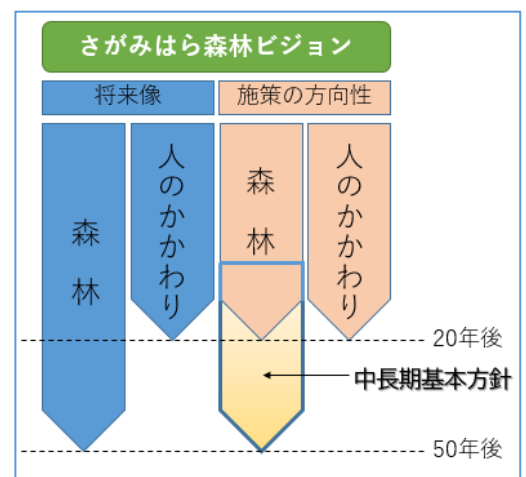 さがみはら森林ビジョン
将来像
施策の方向性
森林
人のかかわり
森林
人のかかわり
20年後
中長期基本方針
50年後